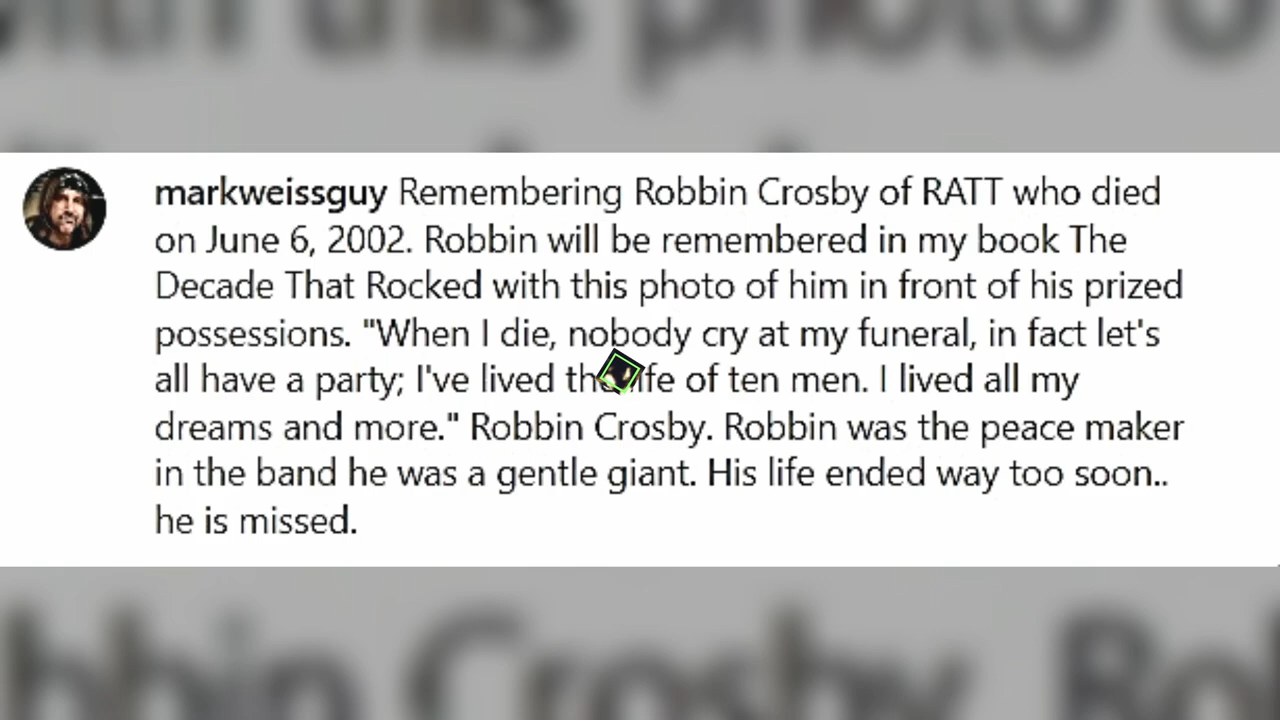 markweissguy Remembering Robbin Crosby of RATT who died
on June 6, 2002. Robbin will be remembered in my book The
Decade That Rocked with this photo of him in front of his prized
possessions. "When I die, nobody cry at my funeral, in fact let's
all have a party; I've lived the life of ten men. I lived all my
dreams and more." Robbin Crosby. Robbin was the peace maker
in the band he was a gentle giant. His life ended way too soon..
he is missed.